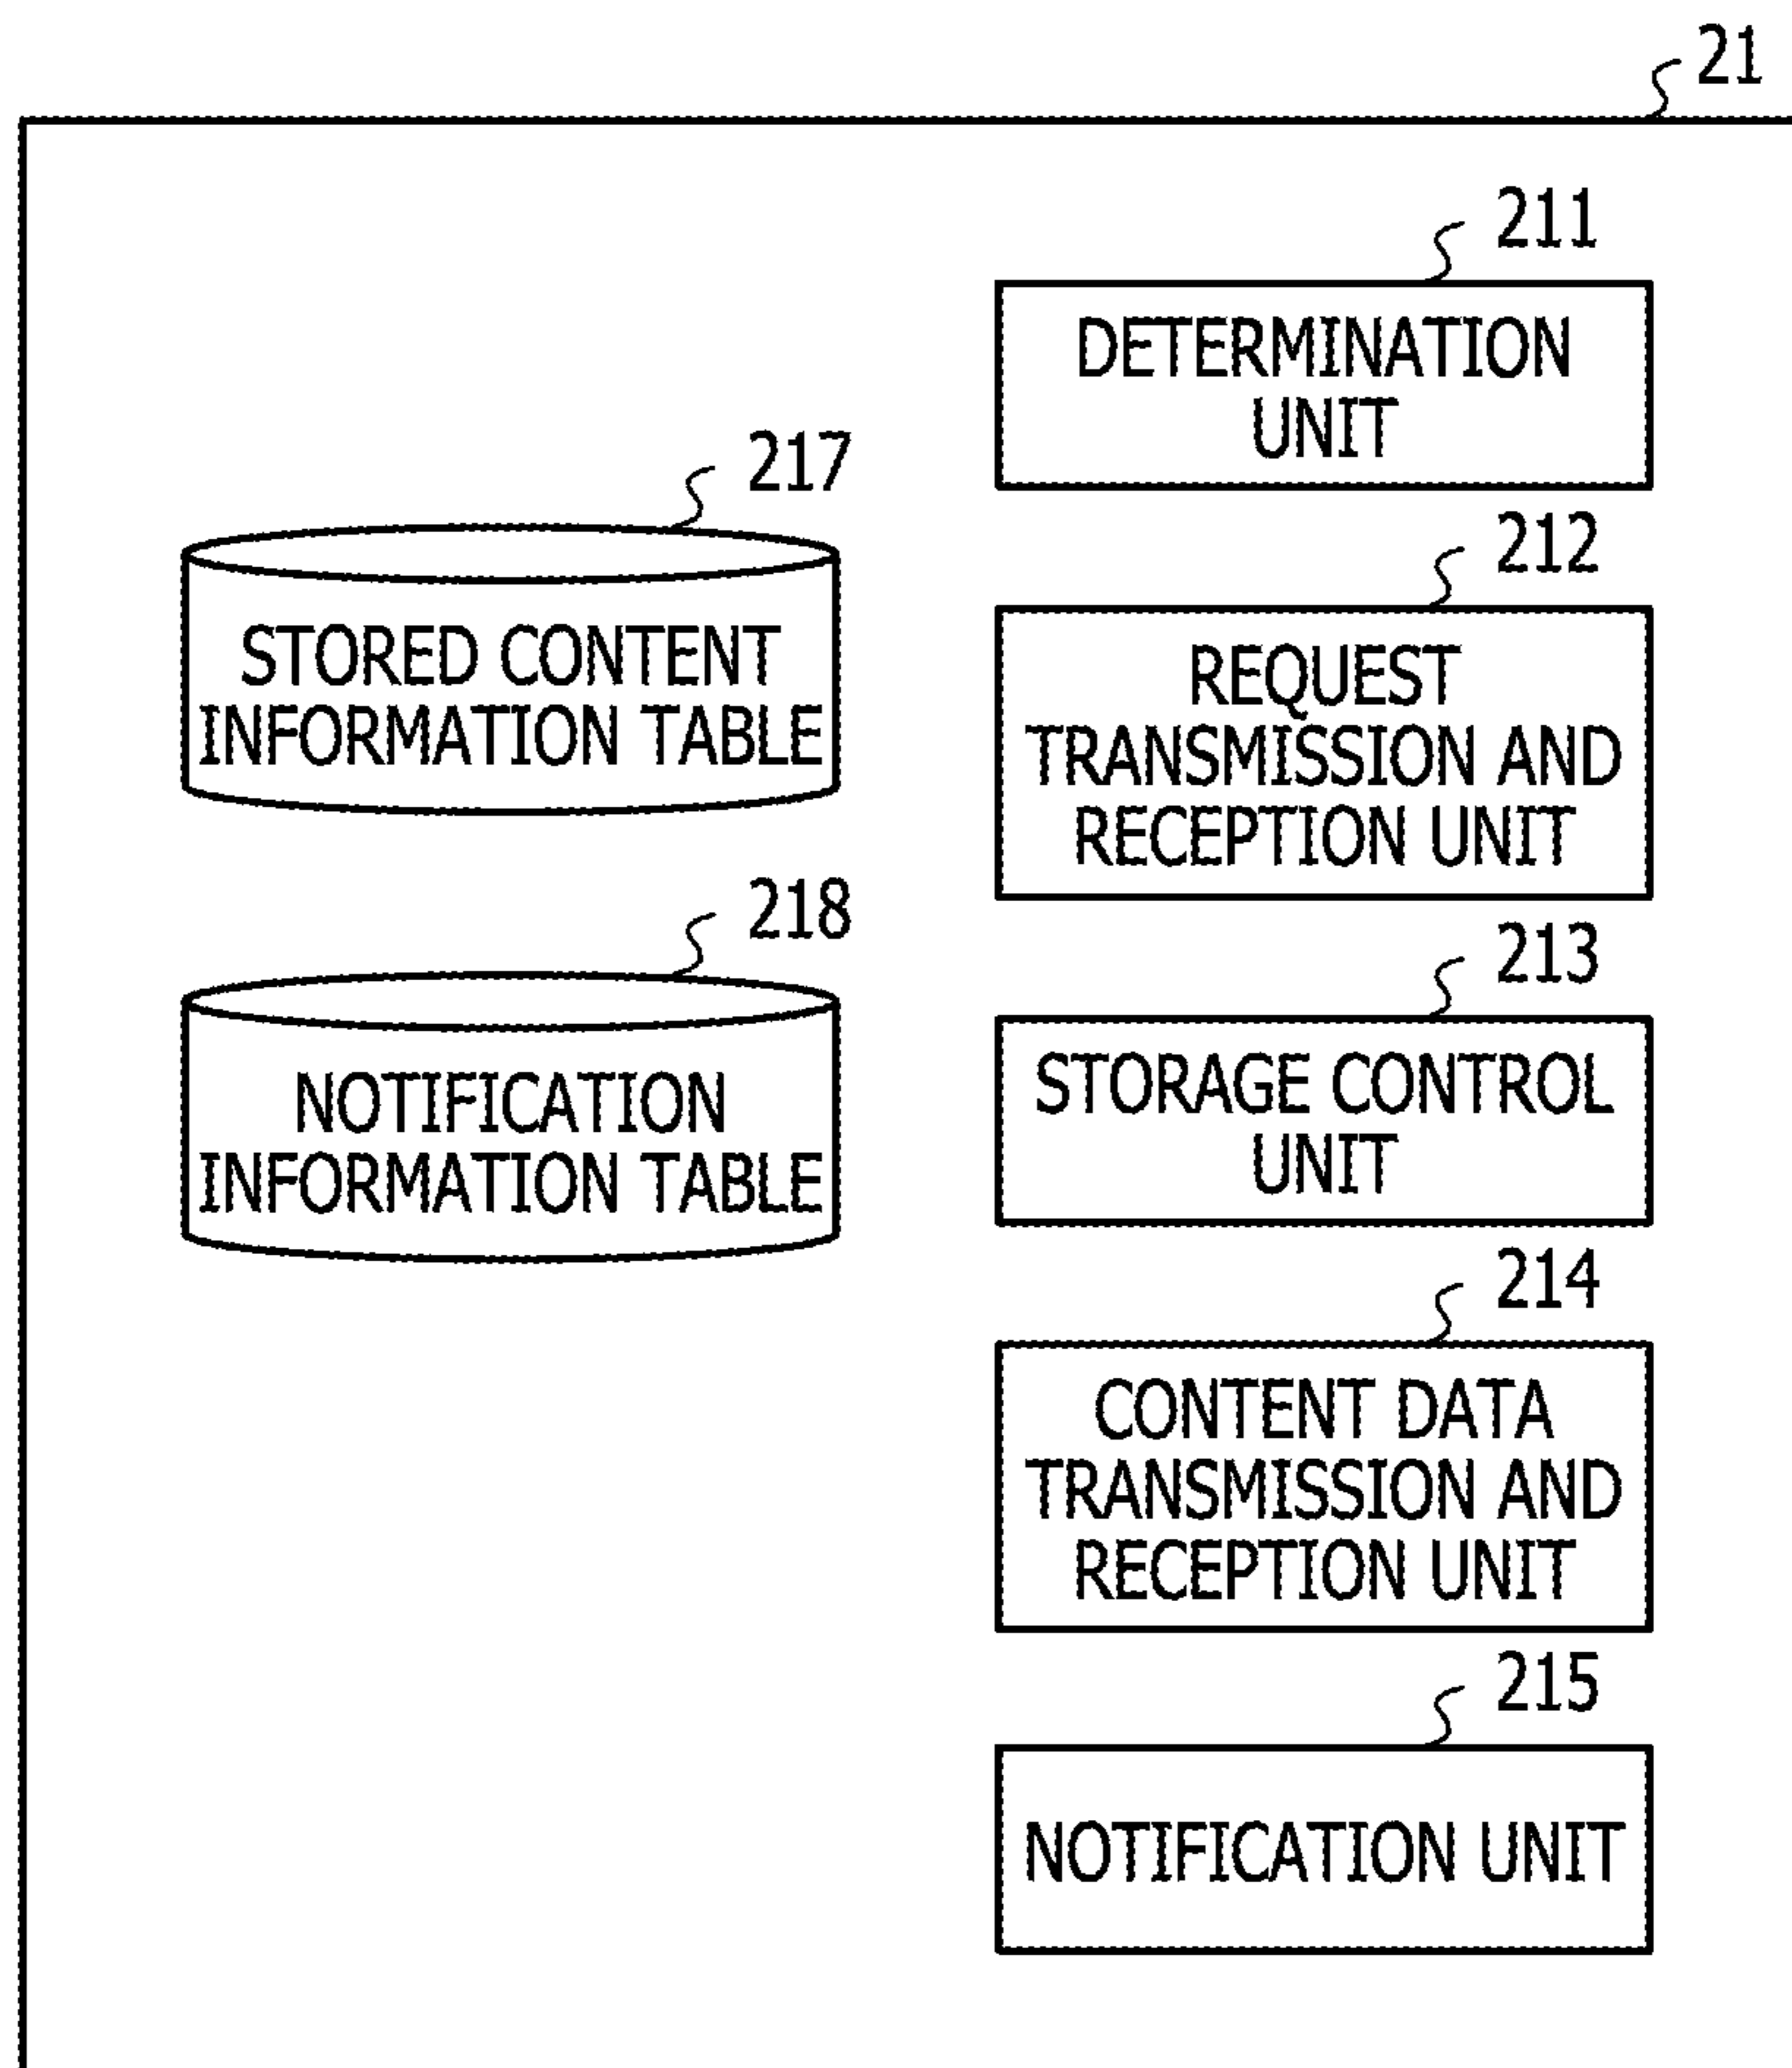 21
211
DETERMINATION
UNIT
217
STORED CONTENT
INFORMATION TABLE
212
REQUEST
TRANSMISSION AND
RECEPTION UNIT
218
NOTIFICATION
INFORMATION TABLE
213
STORAGE CONTROL
UNIT
214
CONTENT DATA
TRANSMISSION AND
RECEPTION UNIT
215
NOTIFICATION UNIT